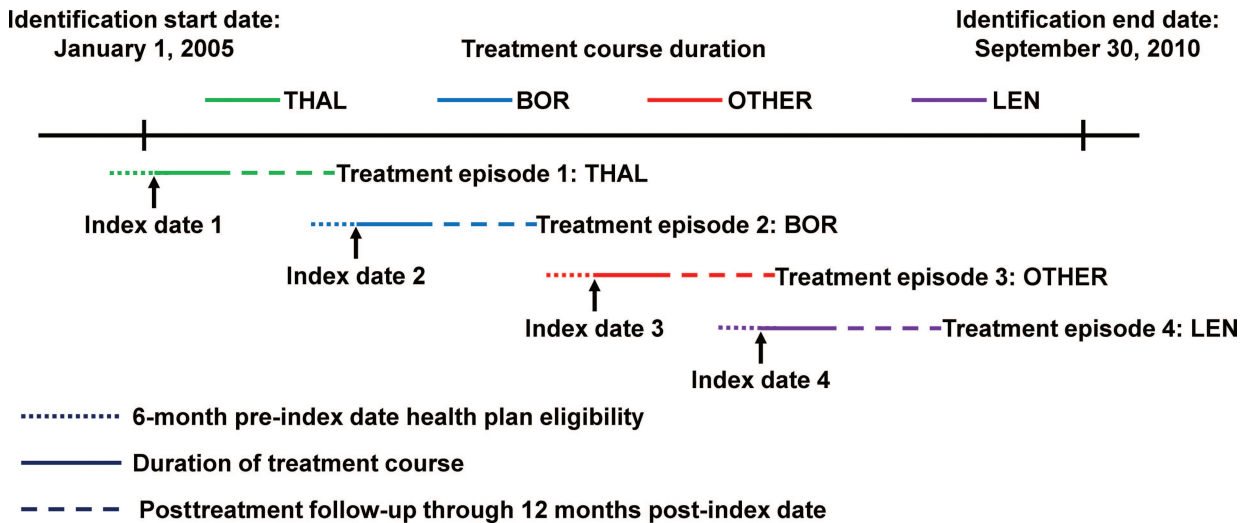 Identification start date:
January 1, 2005
Treatment course duration
Identification end date:
September 30, 2010
THAL
BOR
OTHER
LEN
Treatment episode 1: THAL
Index date 1
Treatment episode 2: BOR
Index date 2
Treatment episode 3: OTHER
Index date 3
Treatment episode 4: LEN
Index date 4
6-month pre-index date health plan eligibility
Duration of treatment course
Posttreatment follow-up through 12 months post-index date